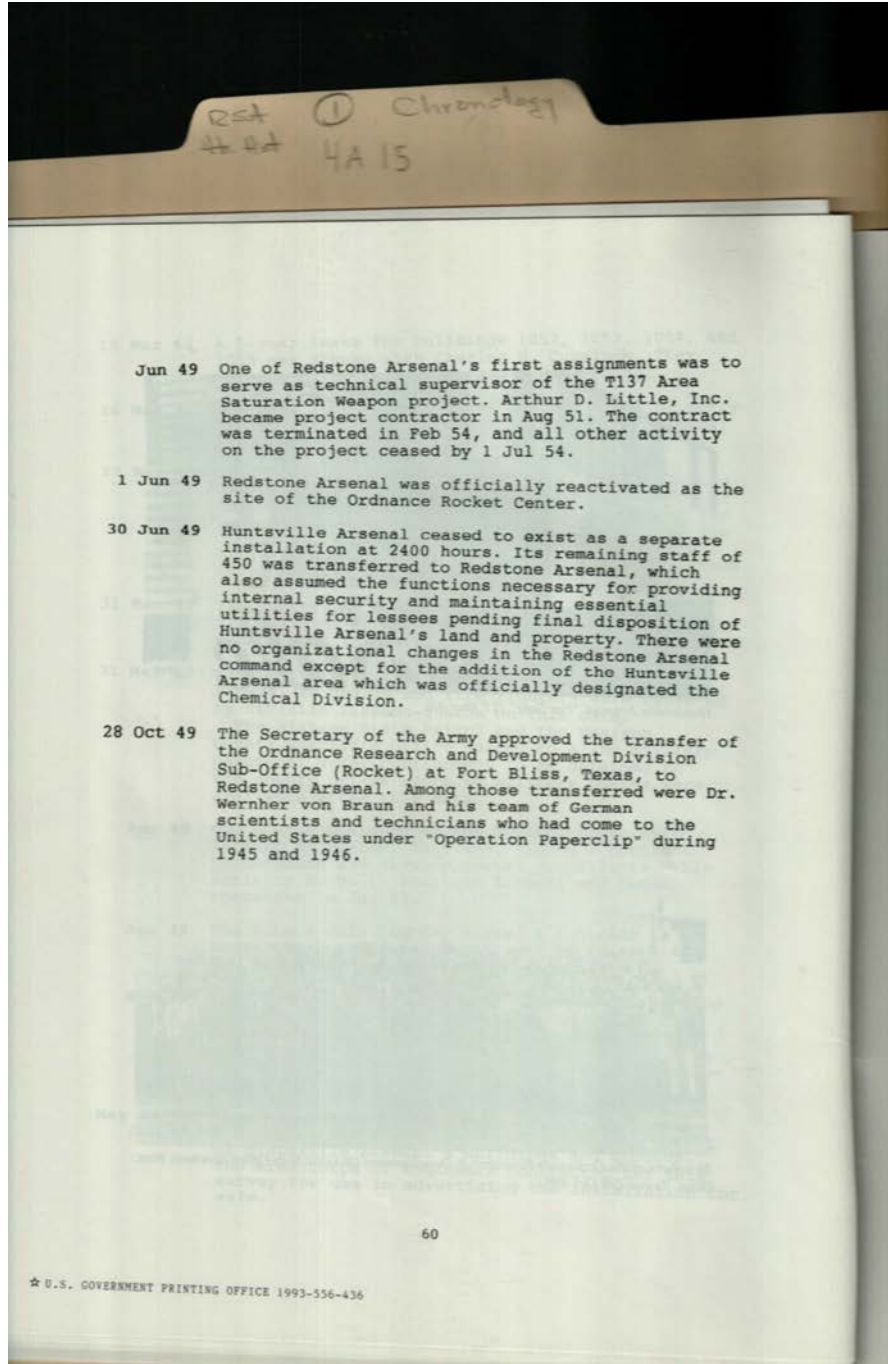 RSA ① Chronology
4A 15
Jun 49 One of Redstone Arsenal's first assignments was to
serve as technical supervisor of the T137 Area
Saturation Weapon project. Arthur D. Little, Inc.
became project contractor in Aug 51. The contract
was terminated in Feb 54, and all other activity
on the project ceased by 1 Jul 54.
1 Jun 49 Redstone Arsenal was officially reactivated as the
site of the Ordnance Rocket Center.
30 Jun 49 Huntsville Arsenal ceased to exist as a separate
installation at 2400 hours. Its remaining staff of
450 was transferred to Redstone Arsenal, which
also assumed the functions necessary for providing
internal security and maintaining essential
utilities for lessees pending final disposition of
Huntsville Arsenal's land and property. There were
no organizational changes in the Redstone Arsenal
command except for the addition of the Huntsville
Arsenal area which was officially designated the
Chemical Division.
28 Oct 49 The Secretary of the Army approved the transfer of
the Ordnance Research and Development Division
Sub-Office (Rocket) at Fort Bliss, Texas, to
Redstone Arsenal. Among those transferred were Dr.
Wernher von Braun and his team of German
scientists and technicians who had come to the
United States under "Operation Paperclip" during
1945 and 1946.
60
☆ U.S. GOVERNMENT PRINTING OFFICE 1993-556-436